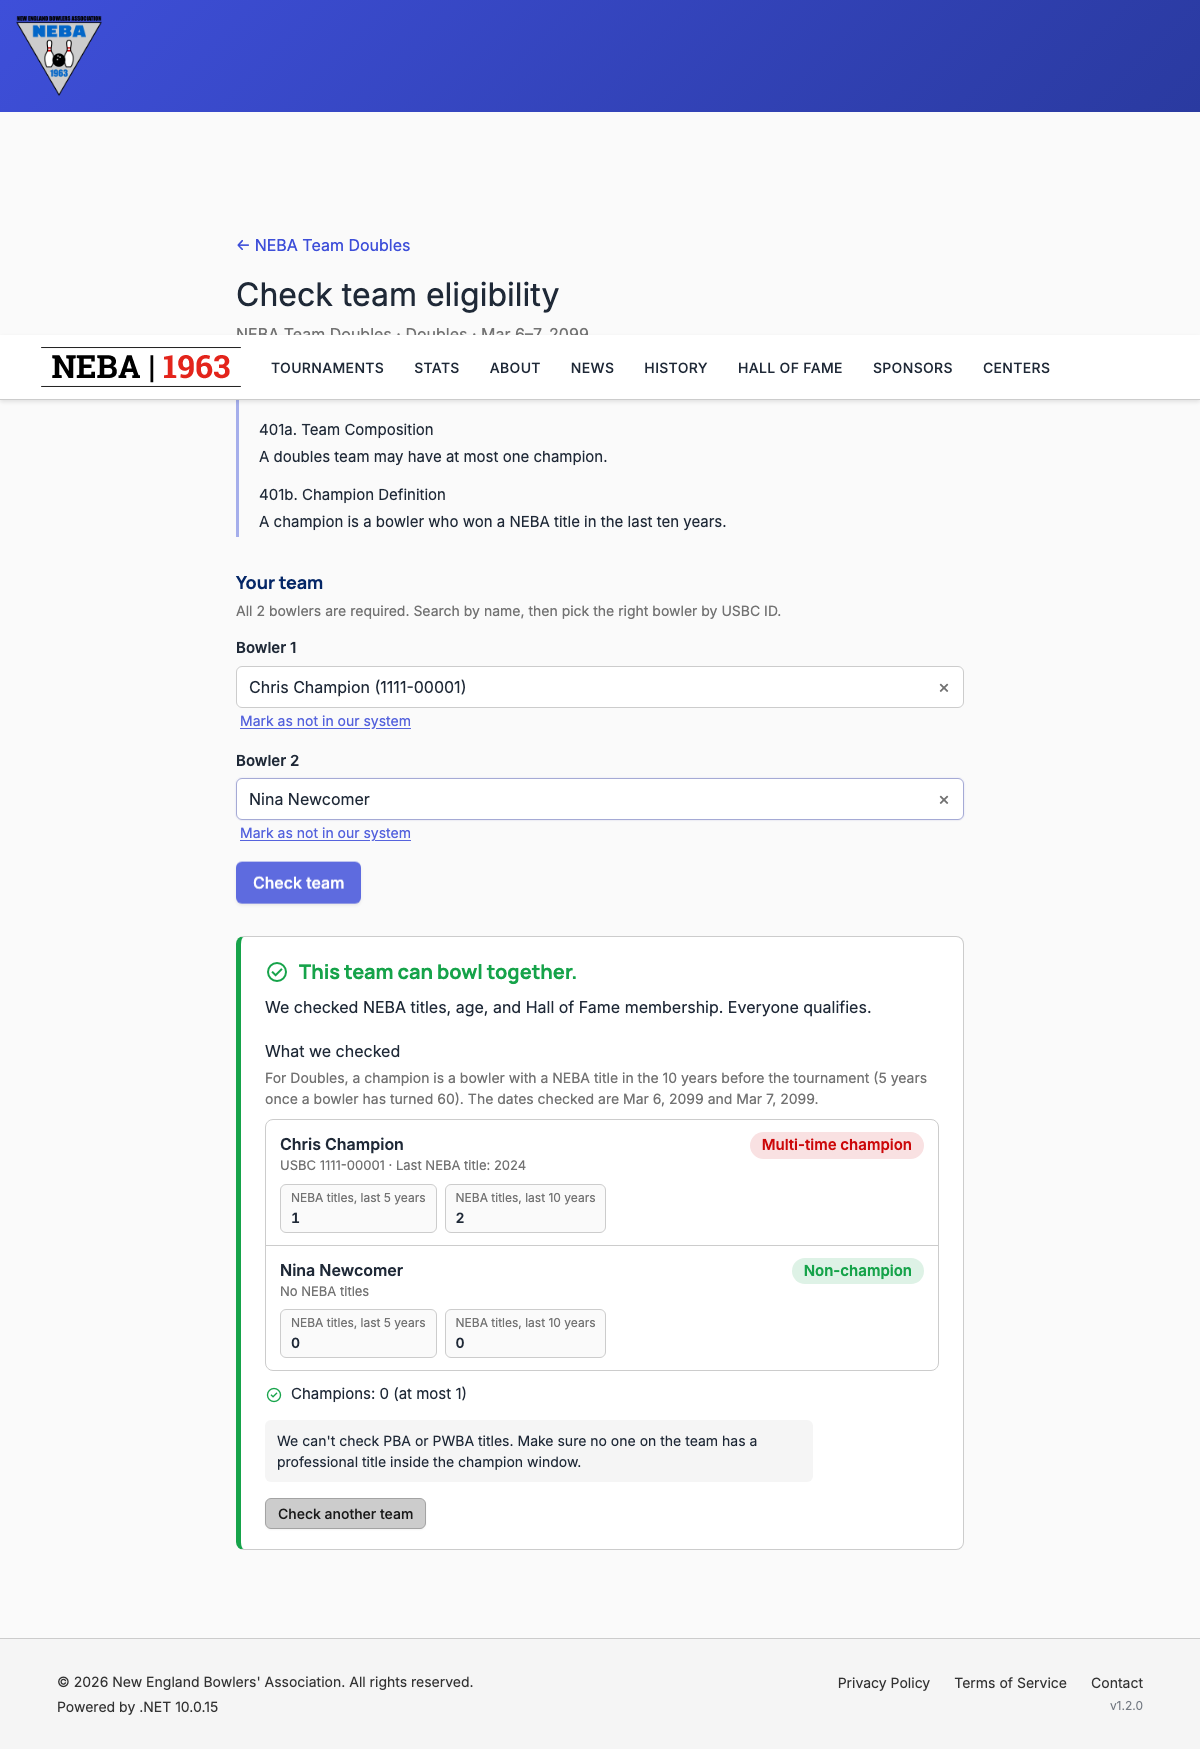 NEW ENGLAND BOWLERS ASSOCIATION
NEBA
1963
← NEBA Team Doubles
Check team eligibility
NEBA Team Doubles · Doubles · Mar 6–7, 2099
NEBA | 1963
TOURNAMENTS STATS ABOUT NEWS HISTORY HALL OF FAME SPONSORS CENTERS
401a. Team Composition
A doubles team may have at most one champion.
401b. Champion Definition
A champion is a bowler who won a NEBA title in the last ten years.
Your team
All 2 bowlers are required. Search by name, then pick the right bowler by USBC ID.
Bowler 1
Chris Champion (1111-00001) ×
Mark as not in our system
Bowler 2
Nina Newcomer ×
Mark as not in our system
Check team
This team can bowl together.
We checked NEBA titles, age, and Hall of Fame membership. Everyone qualifies.
What we checked
For Doubles, a champion is a bowler with a NEBA title in the 10 years before the tournament (5 years
once a bowler has turned 60). The dates checked are Mar 6, 2099 and Mar 7, 2099.
Chris Champion Multi-time champion
USBC 1111-00001 · Last NEBA title: 2024
NEBA titles, last 5 years NEBA titles, last 10 years
1 2
Nina Newcomer Non-champion
No NEBA titles
NEBA titles, last 5 years NEBA titles, last 10 years
0 0
Champions: 0 (at most 1)
We can't check PBA or PWBA titles. Make sure no one on the team has a
professional title inside the champion window.
Check another team
© 2026 New England Bowlers' Association. All rights reserved. Privacy Policy Terms of Service Contact
Powered by .NET 10.0.15 v1.2.0